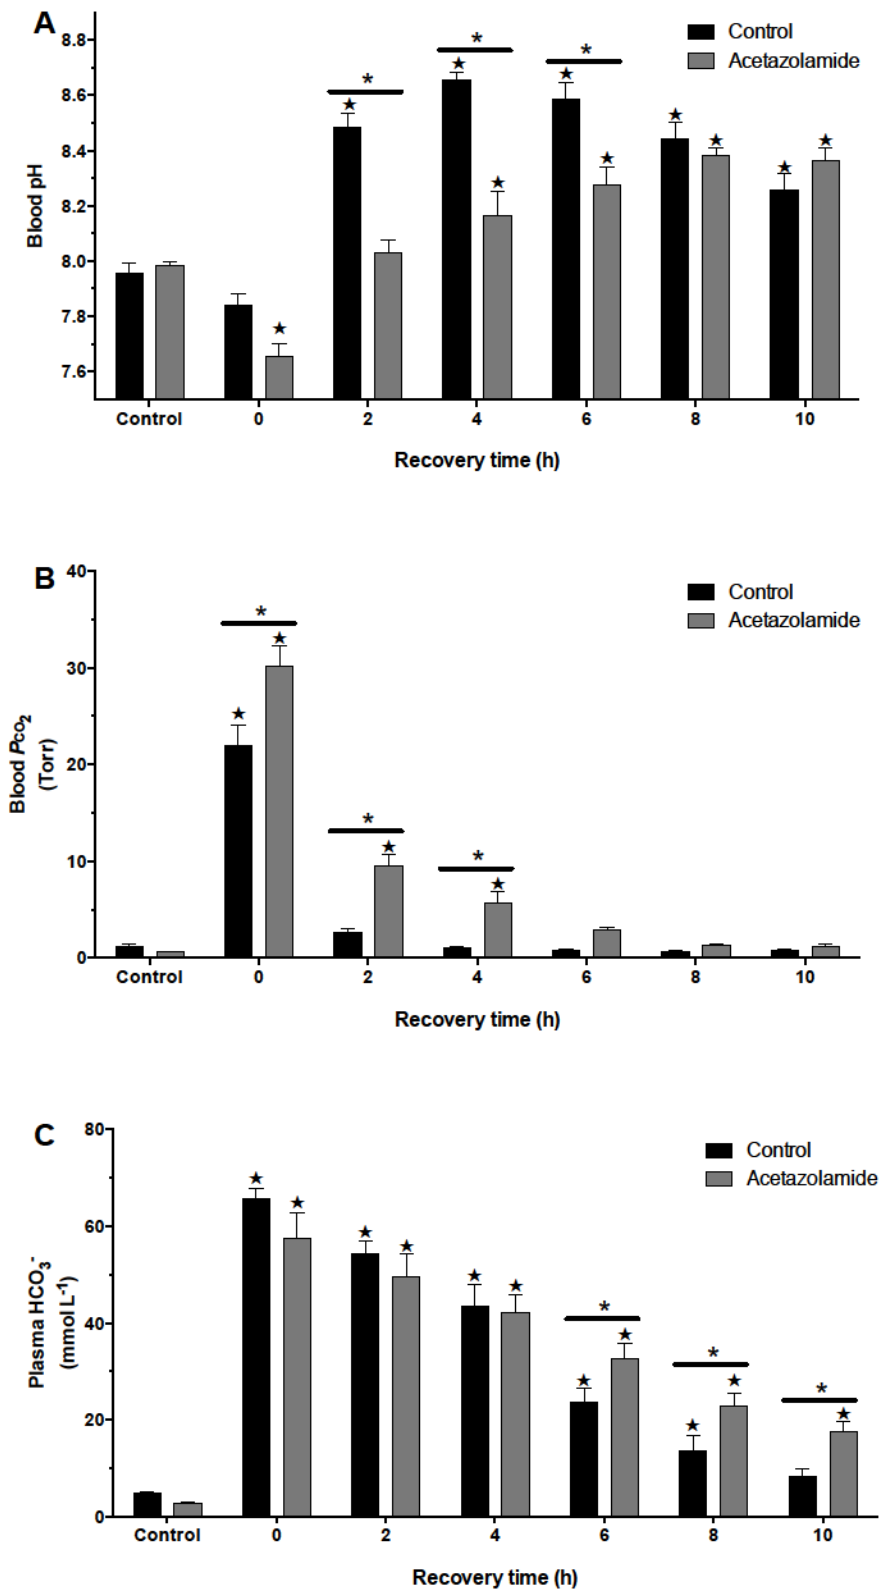 A
Control
Acetazolamide
Blood pH
8.8
8.6
8.4
8.2
8.0
7.8
7.6
* * *
Control 0 2 4 6 8 10
Recovery time (h)
B
Control
Acetazolamide
Blood Pco₂
(Torr)
40
30
20
10
0
* * *
Control 0 2 4 6 8 10
Recovery time (h)
C
Control
Acetazolamide
Plasma HCO₃⁻
(mmol L⁻¹)
80
60
40
20
0
* * *
Control 0 2 4 6 8 10
Recovery time (h)